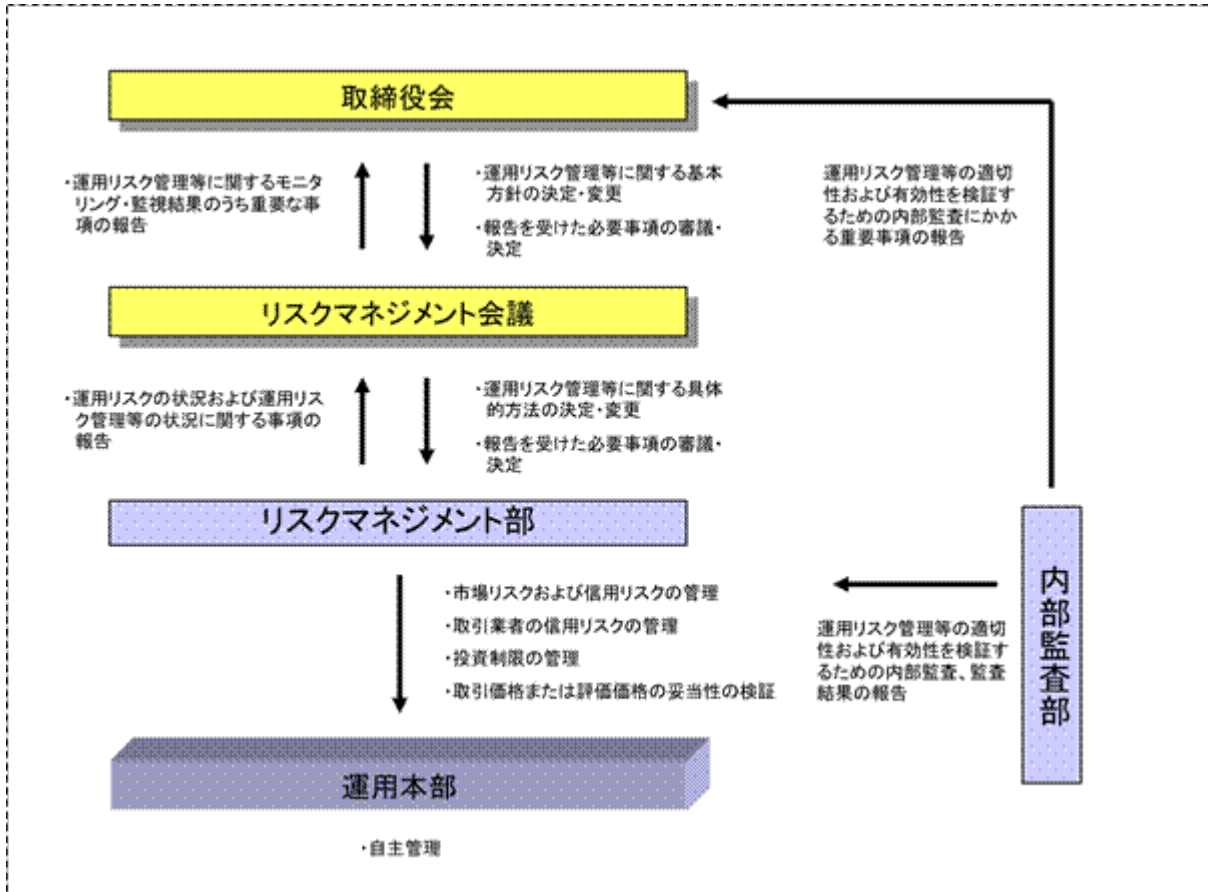 取締役会
・運用リスク管理等に関するモニタ
リング・監視結果のうち重要な事
項の報告
・運用リスク管理等に関する基本
方針の決定・変更
・報告を受けた必要事項の審議・
決定
運用リスク管理等の適切
性および有効性を検証す
るための内部監査にかか
る重要事項の報告
リスクマネジメント会議
・運用リスクの状況および運用リス
ク管理等の状況に関する事項の
報告
・運用リスク管理等に関する具体
的方法の決定・変更
・報告を受けた必要事項の審議・
決定
リスクマネジメント部
・市場リスクおよび信用リスクの管理
・取引業者の信用リスクの管理
・投資制限の管理
・取引価格または評価価格の妥当性の検証
運用リスク管理等の適切
性および有効性を検証す
るための内部監査、監査
結果の報告
内部監査部
運用本部
・自主管理